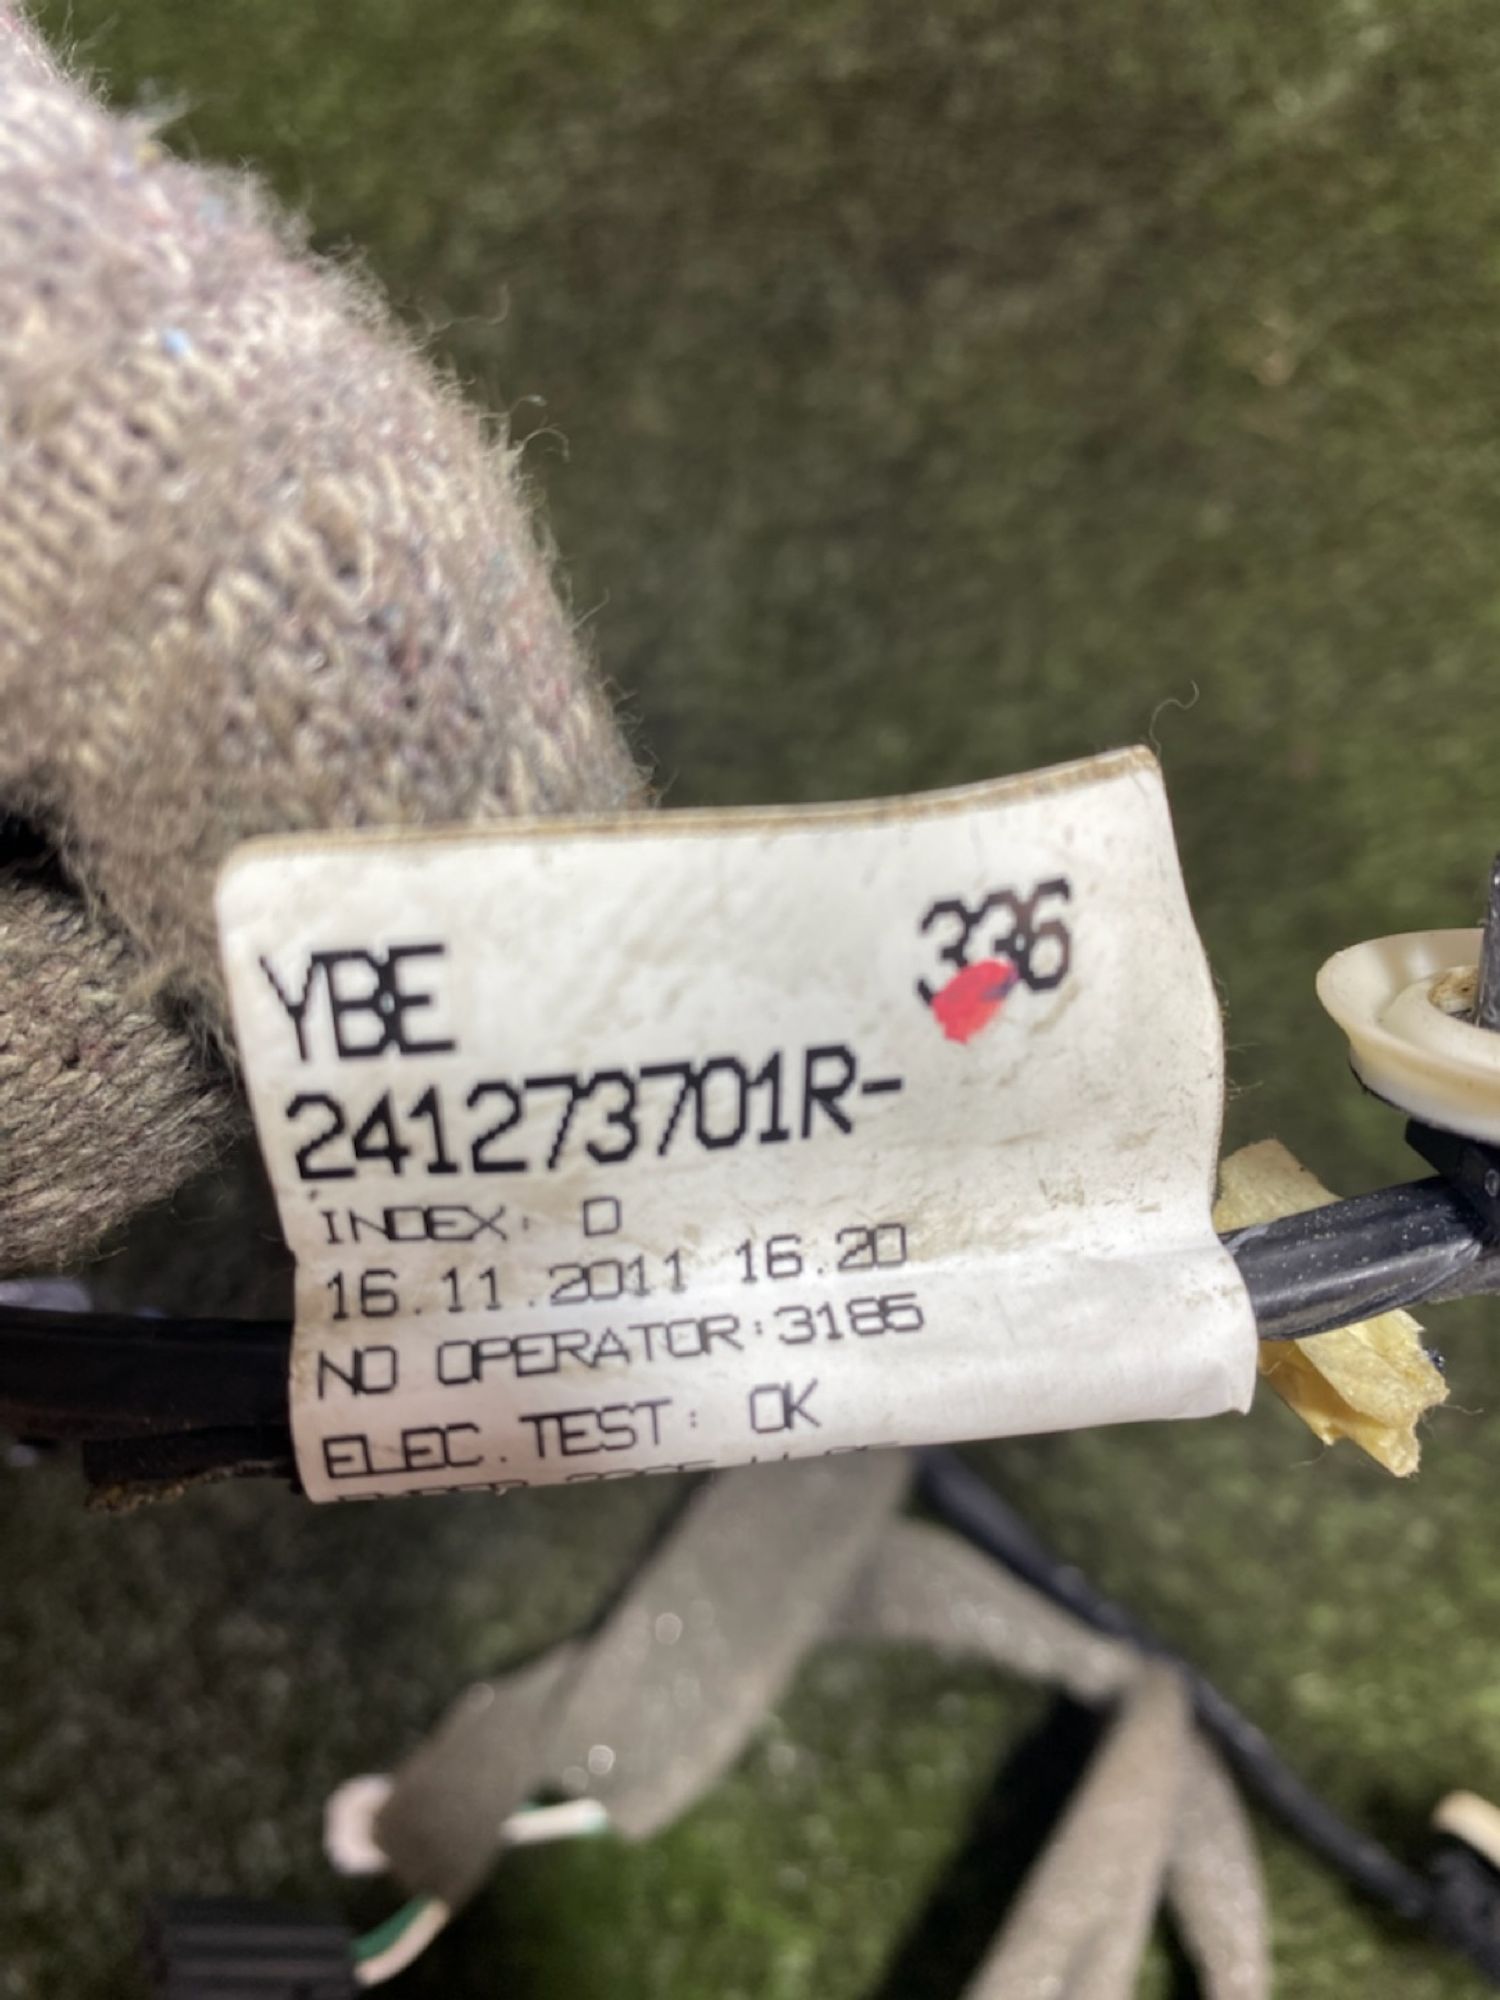 336
YBE
241273701R-
INDEX: D
16.11.2011 16.20
NO OPERATOR:3185
ELEC.TEST: OK